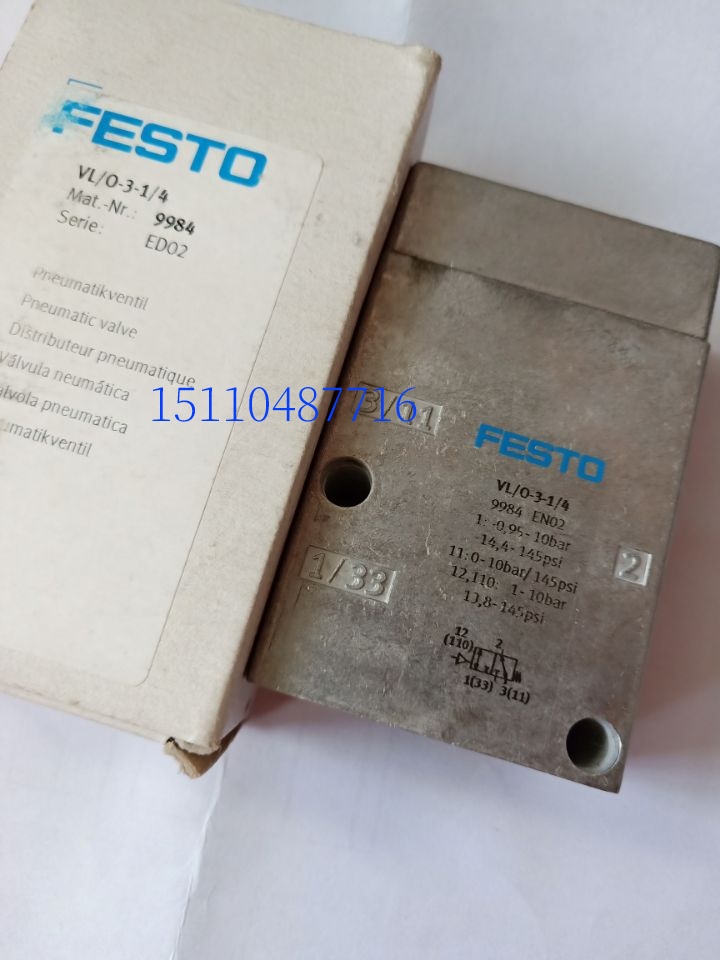 FESTO
VL/O-3-1/4
Mat.-Nr.: 9984
Serie: ED02
Pneumatikventil
Pneumatic valve
Distributeur pneumatique
Válvula neumática
alvola pneumatica
umatikventil
15110487716
3/11
FESTO
VL/O-3-1/4
9984 EN02
1: -0,95- 10bar
-14,4- 145psi
11:0-10bar/145psi
12,110: 1- 10bar
13,8-145psi
1/33
2
12
(110)
2
1(33) 3(11)